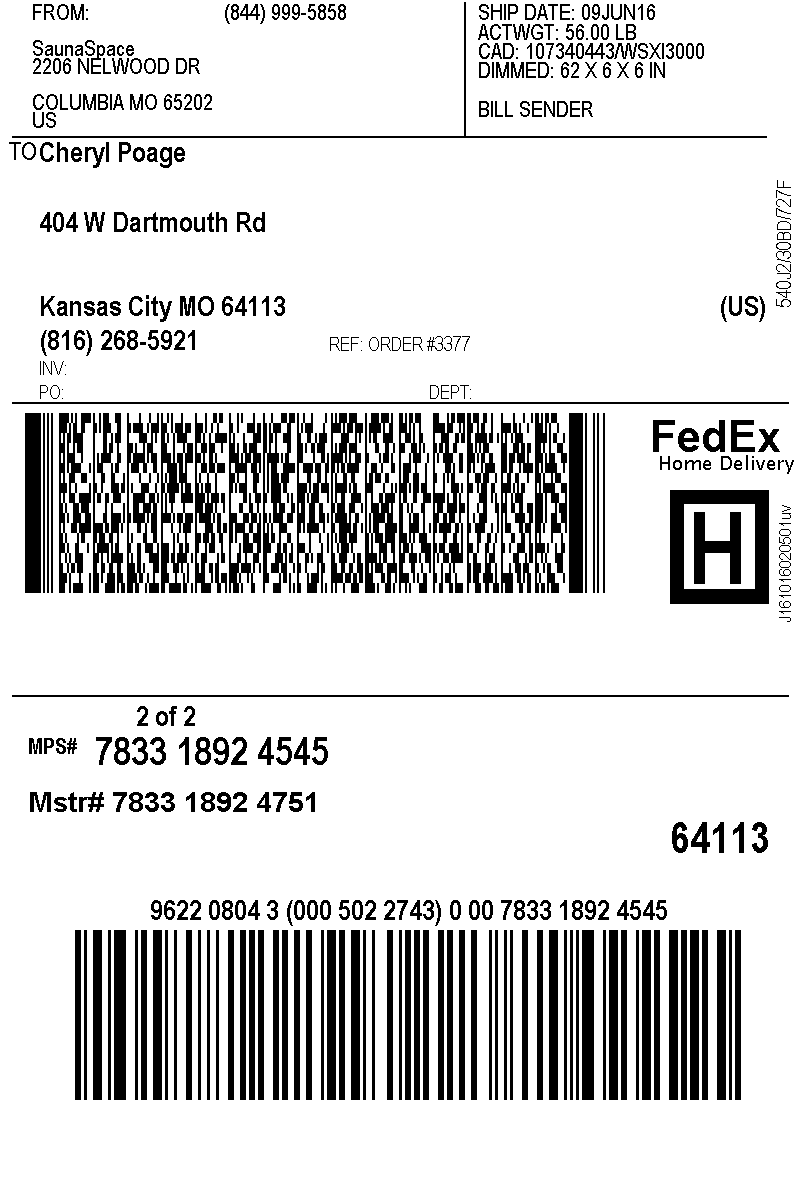 FROM: (844) 999-5858
SaunaSpace
2206 NELWOOD DR
COLUMBIA MO 65202
US
SHIP DATE: 09JUN16
ACTWGT: 56.00 LB
CAD: 107340443/WSXI3000
DIMMED: 62 X 6 X 6 IN
BILL SENDER
TO Cheryl Poage
404 W Dartmouth Rd
Kansas City MO 64113 (US)
(816) 268-5921 REF: ORDER #3377
INV:
PO: DEPT:
540J2/30BD/727F
FedEx
Home Delivery
H
J161016020501uv
2 of 2
MPS# 7833 1892 4545
Mstr# 7833 1892 4751
64113
9622 0804 3 (000 502 2743) 0 00 7833 1892 4545